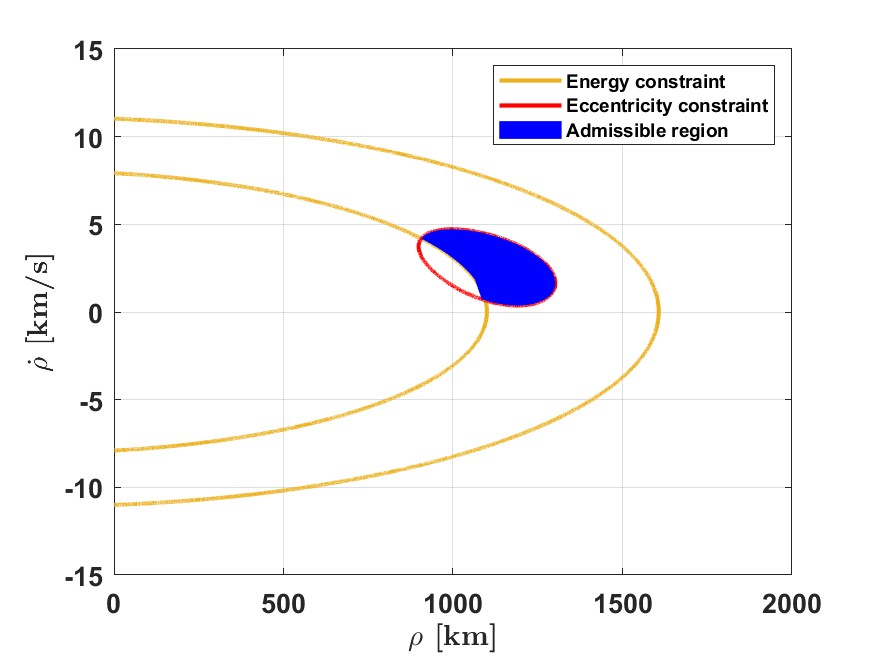 15
10
5
0
-5
-10
-15
ρ̇ [km/s]
Energy constraint
Eccentricity constraint
Admissible region
0 500 1000 1500 2000
ρ [km]